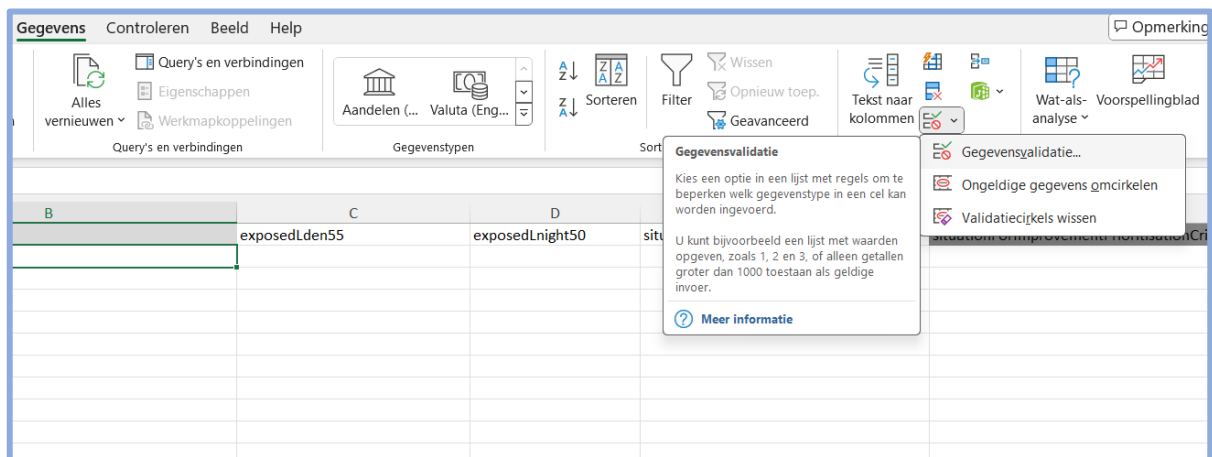 Gegevens Controleren Beeld Help
Opmerking
Query's en verbindingen
Eigenschappen
Werkmapkoppelingen
Alles
vernieuwen
Query's en verbindingen
Aandelen (... Valuta (Eng...
Gegevenstypen
Sorteren
Filter
Wissen
Opnieuw toep.
Geavanceerd
Sort
Tekst naar
kolommen
Wat-als-
analyse
Voorspellingblad
Gegevensvalidatie
Kies een optie in een lijst met regels om te
beperken welk gegevenstype in een cel kan
worden ingevoerd.
U kunt bijvoorbeeld een lijst met waarden
opgeven, zoals 1, 2 en 3, of alleen getallen
groter dan 1000 toestaan als geldige
invoer.
Meer informatie
Gegevensvalidatie...
Ongeldige gegevens omcirkelen
Validatiecirkels wissen
B C D
exposedLden55 exposedLnight50 situ